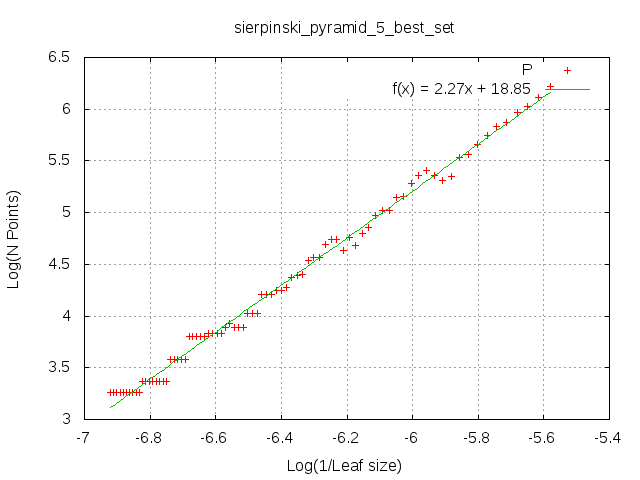 sierpinski_pyramid_5_best_set
P
f(x) = 2.27x + 18.85
Log(N Points)
6.5
6
5.5
5
4.5
4
3.5
3
-7 -6.8 -6.6 -6.4 -6.2 -6 -5.8 -5.6 -5.4
Log(1/Leaf size)